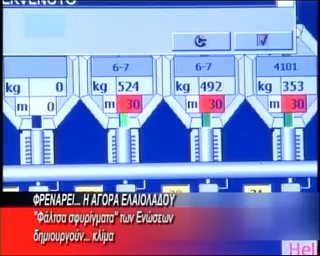 6-7 6-7 4101
kg 0 kg 524 kg 492 kg 353
m 0 m 30 m 30 m 30
ΦΡΕΝΑΡΕΙ... Η ΑΓΟΡΑ ΕΛΑΙΟΛΑΔΟΥ
"Φάλτσα σφυρίγματα" των Ενώσεων
δημιουργούν... κλίμα
Hel